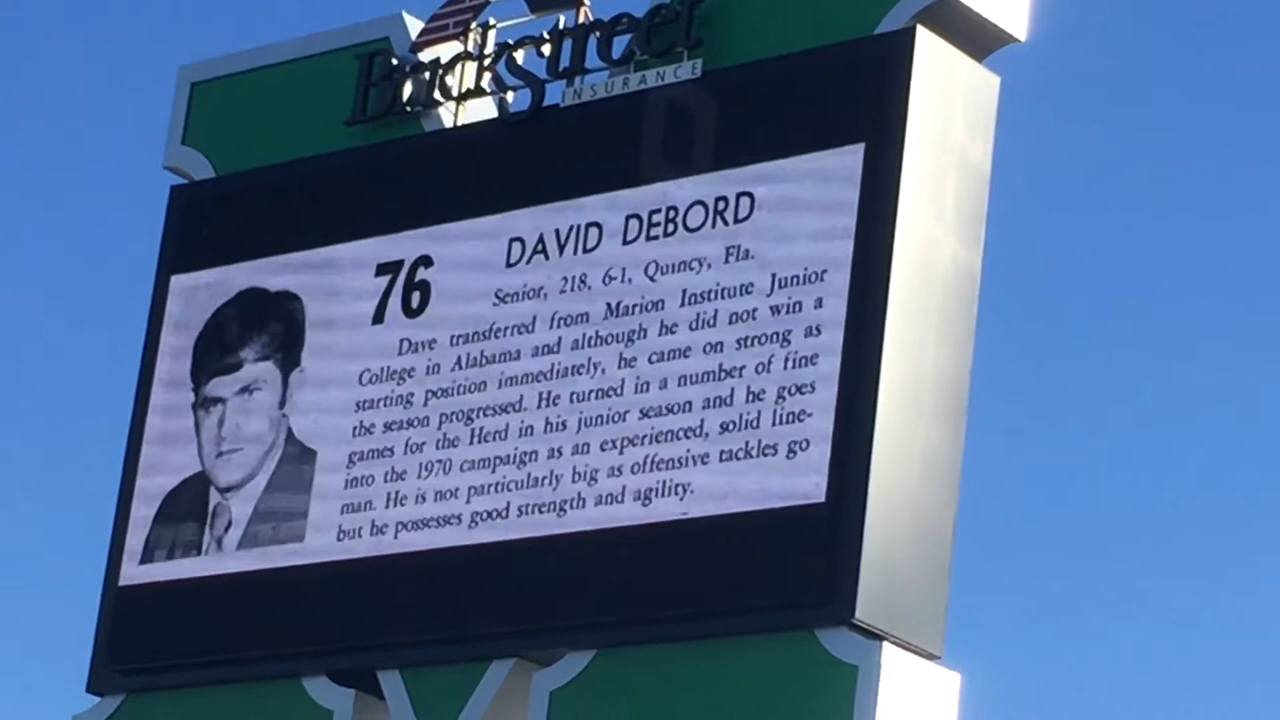 Backstreet
INSURANCE
76
DAVID DEBORD
Senior, 218, 6-1, Quincy, Fla.
Dave transferred from Marion Institute Junior
College in Alabama and although he did not win a
starting position immediately, he came on strong as
the season progressed. He turned in a number of fine
games for the Herd in his junior season and he goes
into the 1970 campaign as an experienced, solid line-
man. He is not particularly big as offensive tackles go
but he possesses good strength and agility.